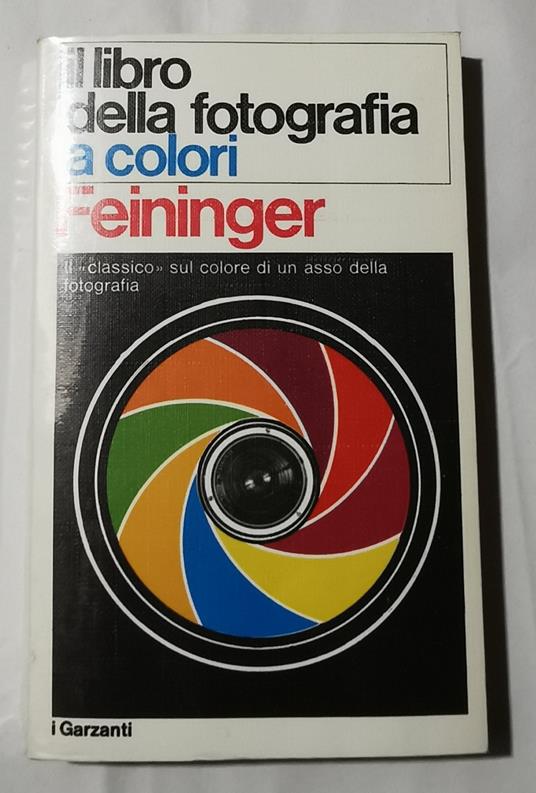 il libro
della fotografia
a colori
Feininger
il «classico» sul colore di un asso della
fotografia
i Garzanti